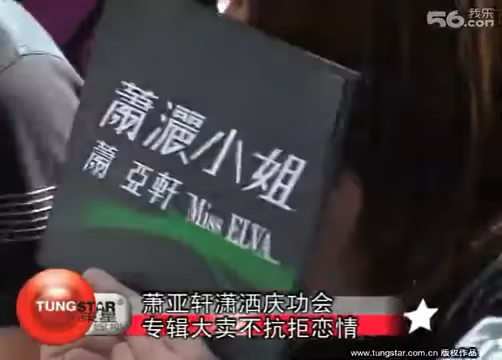 56.com 我乐
蕭灑小姐
蕭 亞軒 Miss ELVA
TUNGSTAR®
萧亚轩潇洒庆功会
专辑大卖不抗拒恋情
www.tungstar.com.cn 版权作品